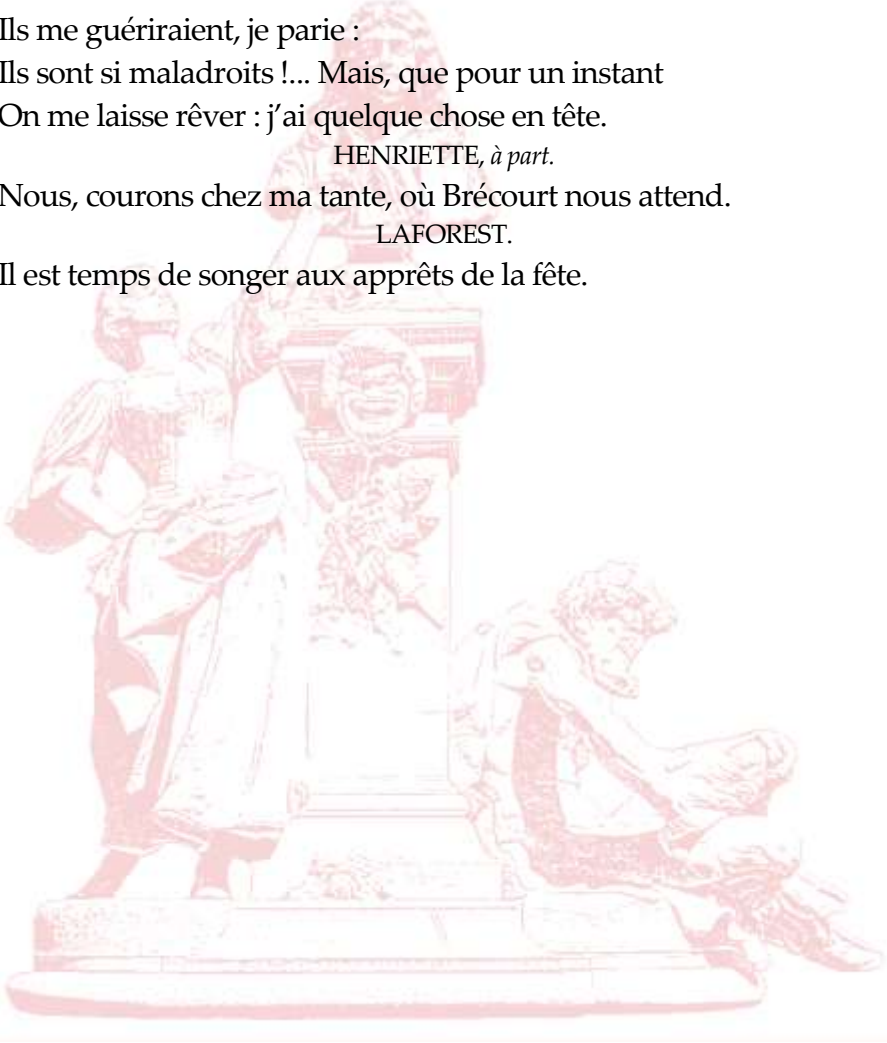 Ils me guériraient, je parie :
Ils sont si maladroits !... Mais, que pour un instant
On me laisse rêver : j’ai quelque chose en tête.
HENRIETTE, à part.
Nous, courons chez ma tante, où Brécourt nous attend.
LAFOREST.
Il est temps de songer aux apprêts de la fête.